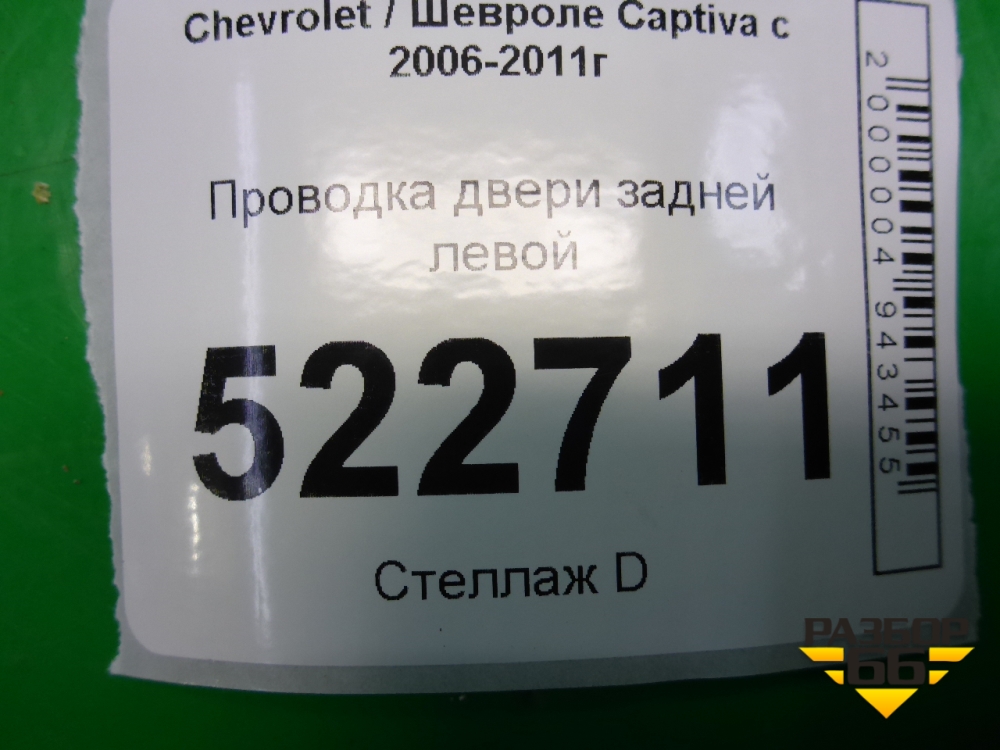 Chevrolet / Шевроле Captiva с
2006-2011г
Проводка двери задней
левой
522711
Стеллаж D
2000004943455
РАЗБОР
66